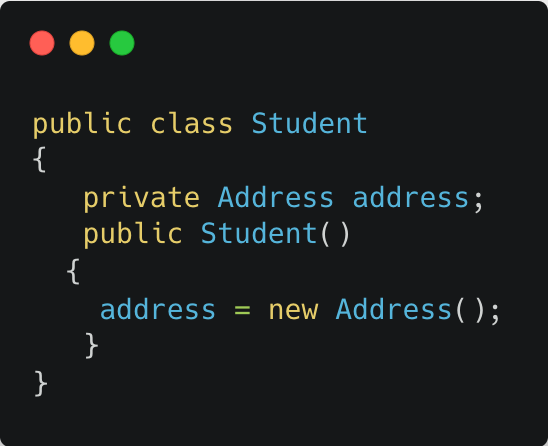 public class Student
{
   private Address address;
   public Student()
  {
    address = new Address();
   }
}